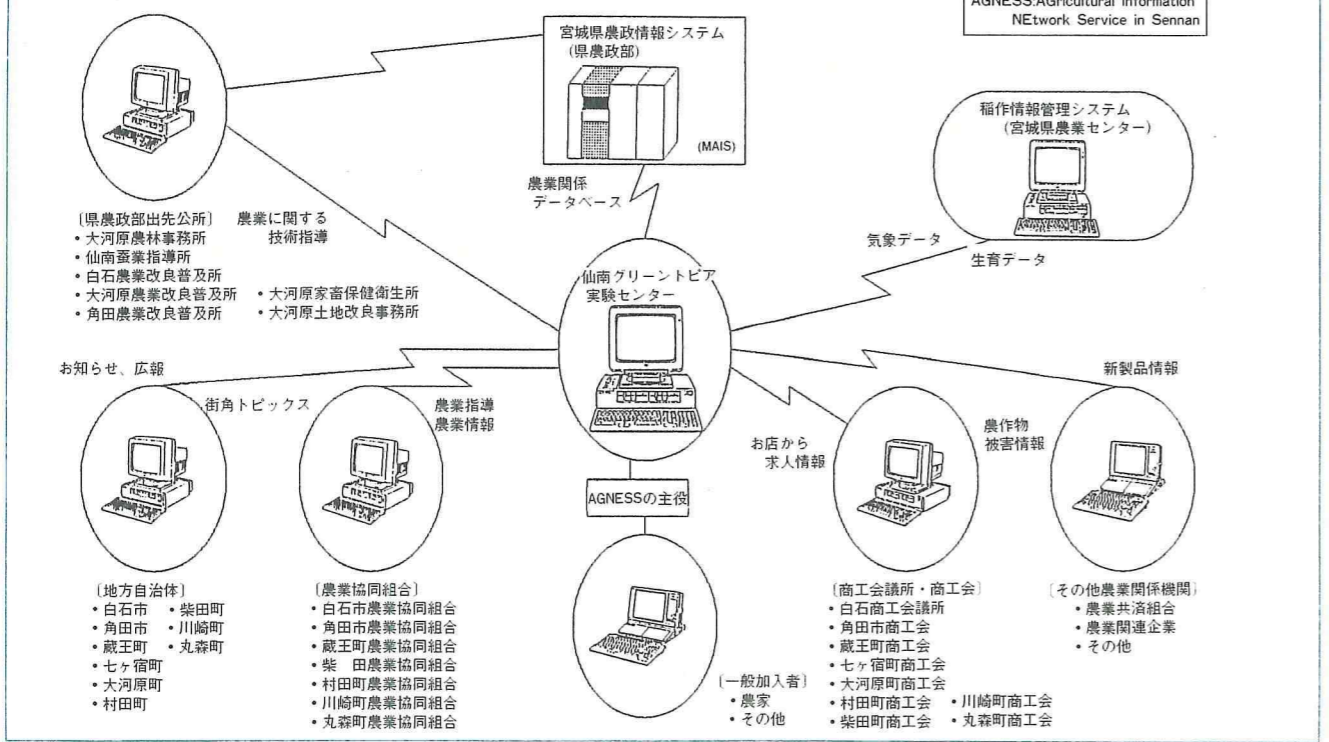 AGNESS:AGricultural Information
NEtwork Service in Sennan
宮城県農政情報システム
(県農政部)
(MAIS)
稲作情報管理システム
(宮城県農業センター)
農業関係
データベース
〔県農政部出先公所〕
・大河原農林事務所
・仙南蚕業指導所
・白石農業改良普及所
・大河原農業改良普及所
・角田農業改良普及所
・大河原家畜保健衛生所
・大河原土地改良事務所
農業に関する
技術指導
気象データ
生育データ
仙南グリーントピア
実験センター
お知らせ、広報
街角トピックス
農業指導
農業情報
お店から
求人情報
農作物
被害情報
新製品情報
AGNESSの主役
〔地方自治体〕
・白石市 ・柴田町
・角田市 ・川崎町
・蔵王町 ・丸森町
・七ヶ宿町
・大河原町
・村田町
〔農業協同組合〕
・白石市農業協同組合
・角田市農業協同組合
・蔵王町農業協同組合
・柴 田農業協同組合
・村田町農業協同組合
・川崎町農業協同組合
・丸森町農業協同組合
〔一般加入者〕
・農家
・その他
〔商工会議所・商工会〕
・白石商工会議所
・角田市商工会
・蔵王町商工会
・七ヶ宿町商工会
・大河原町商工会
・村田町商工会 ・川崎町商工会
・柴田町商工会 ・丸森町商工会
〔その他農業関係機関〕
・農業共済組合
・農業関連企業
・その他